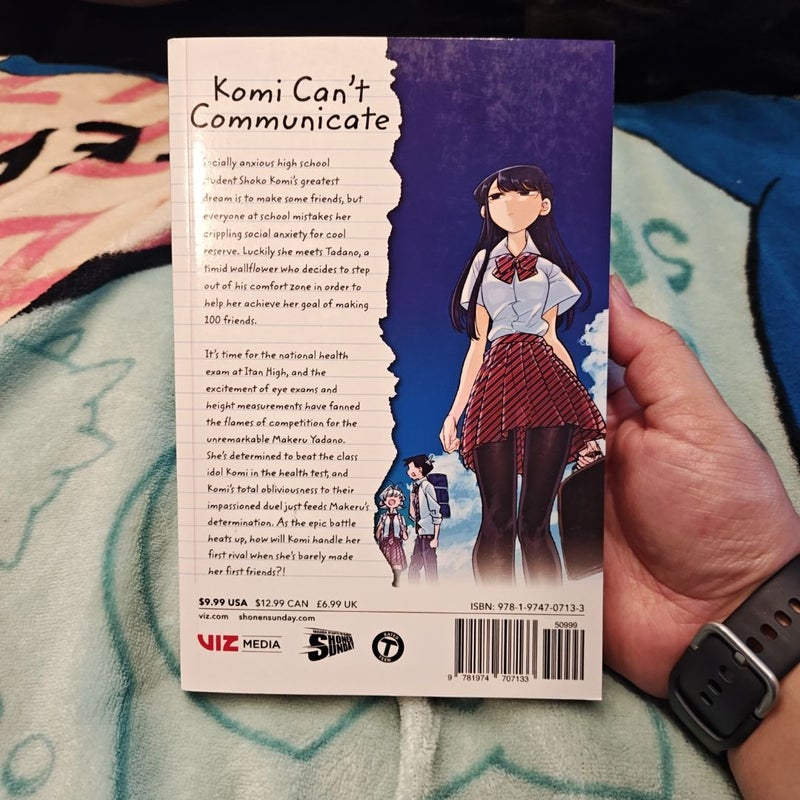 Komi Can't
Communicate
Socially anxious high school
student Shoko Komi's greatest
dream is to make some friends, but
everyone at school mistakes her
crippling social anxiety for cool
reserve. Luckily she meets Tadano, a
timid wallflower who decides to step
out of his comfort zone in order to
help her achieve her goal of making
100 friends.
It's time for the national health
exam at Itan High, and the
excitement of eye exams and
height measurements have fanned
the flames of competition for the
unremarkable Makeru Yadano.
She's determined to beat the class
idol Komi in the health test, and
Komi's total obliviousness to their
impassioned duel just feeds Makeru's
determination. As the epic battle
heats up, how will Komi handle her
first rival when she's barely made
her first friends?!
$9.99 USA $12.99 CAN £6.99 UK
viz.com shonensunday.com
ISBN: 978-1-9747-0713-3
50999
VIZ MEDIA
SHONEN
SUNDAY
RATED
T
TEEN
9 781974 707133